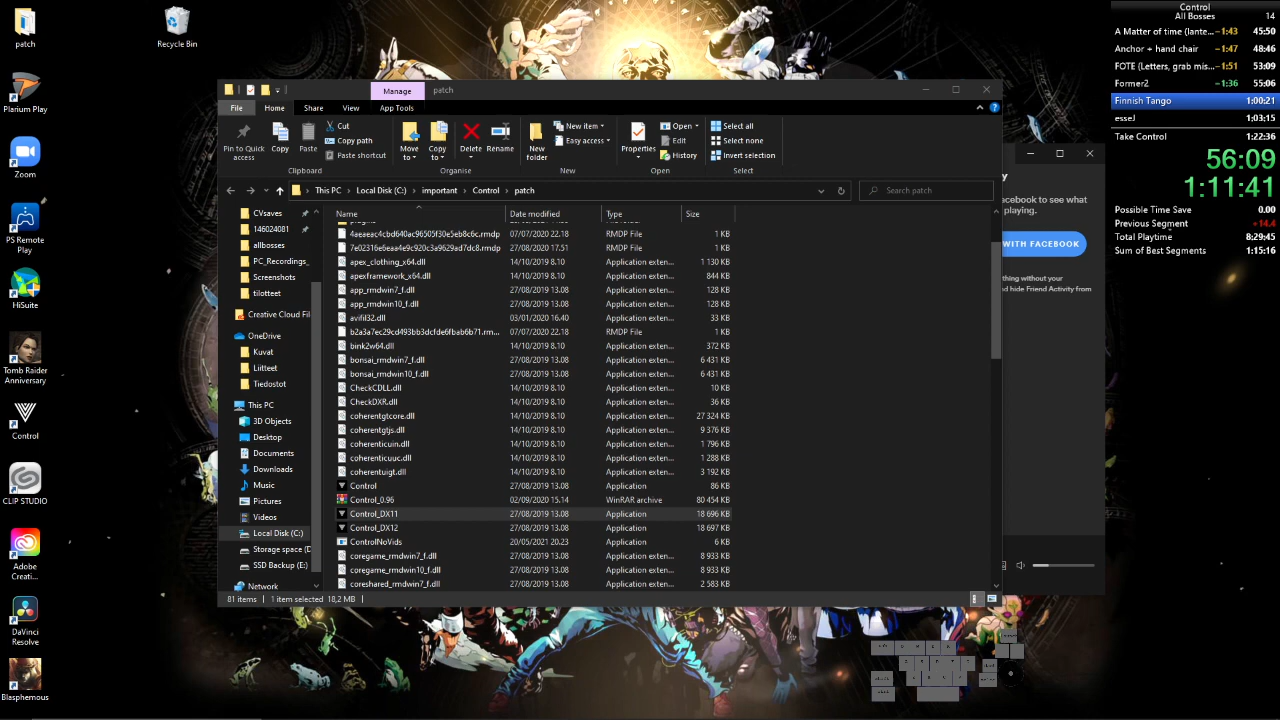 patch
Recycle Bin
Plarium Play
Zoom
PS Remote
Play
HiSuite
Tomb Raider
Anniversary
Control
CLIP STUDIO
Adobe
Creati...
DaVinci
Resolve
Blasphemous
Manage
patch
File
Home
Share
View
App Tools
Pin to Quick
access
Copy
Paste
Cut
Copy path
Paste shortcut
Clipboard
Move
to
Copy
to
Delete
Rename
Organise
New
folder
New item
Easy access
New
Properties
Open
Edit
History
Open
Select all
Select none
Invert selection
Select
This PC
Local Disk (C:)
important
Control
patch
Search patch
CVsaves
146024081
allbosses
PC_Recordings_
Screenshots
tilotteet
Creative Cloud Fil
OneDrive
Kuvat
Liitteet
Tiedostot
This PC
3D Objects
Desktop
Documents
Downloads
Music
Pictures
Videos
Local Disk (C:)
Storage space (D
SSD Backup (E:)
Network
Name Date modified Type Size
4aeaeac4cbd640ac96505f30e5eb8c6c.rmdp 07/07/2020 22.18 RMDP File 1 KB
7e02316e6eaa4e9c920c3a9629ad7dc8.rmdp 27/08/2020 17.51 RMDP File 1 KB
apex_clothing_x64.dll 14/10/2019 8.10 Application exten... 1 130 KB
apexframework_x64.dll 14/10/2019 8.10 Application exten... 844 KB
app_rmdwin7_f.dll 27/08/2019 13.08 Application exten... 128 KB
app_rmdwin10_f.dll 27/08/2019 13.08 Application exten... 128 KB
avifil32.dll 03/01/2020 16.40 Application exten... 33 KB
b2a3a7ec29cd493bb3dcfde6fbab6b71.rm... 07/07/2020 22.18 RMDP File 1 KB
bink2w64.dll 14/10/2019 8.10 Application exten... 372 KB
bonsai_rmdwin7_f.dll 27/08/2019 13.08 Application exten... 6 431 KB
bonsai_rmdwin10_f.dll 27/08/2019 13.08 Application exten... 6 431 KB
CheckCDLL.dll 14/10/2019 8.10 Application exten... 10 KB
CheckDXR.dll 14/10/2019 8.10 Application exten... 36 KB
coherentgtcore.dll 14/10/2019 8.10 Application exten... 27 324 KB
coherentgtjs.dll 14/10/2019 8.10 Application exten... 9 376 KB
coherenticuin.dll 14/10/2019 8.10 Application exten... 1 796 KB
coherenticuuc.dll 14/10/2019 8.10 Application exten... 1 288 KB
coherentuigt.dll 14/10/2019 8.10 Application exten... 3 192 KB
Control 27/08/2019 13.08 Application 86 KB
Control_0.96 02/09/2020 15.14 WinRAR archive 80 454 KB
Control_DX11 27/08/2019 13.08 Application 18 696 KB
Control_DX12 27/08/2019 13.08 Application 18 697 KB
ControlNoVids 20/05/2021 20.23 Application 6 KB
coregame_rmdwin7_f.dll 27/08/2019 13.08 Application exten... 8 933 KB
coregame_rmdwin10_f.dll 27/08/2019 13.08 Application exten... 8 933 KB
coreshared_rmdwin7_f.dll 27/08/2019 13.08 Application exten... 2 583 KB
81 items
1 item selected 18,2 MB
y
acebook to see what
playing.
WITH FACEBOOK
thing without your
nd hide Friend Activity from
Control
All Bosses 14
A Matter of time (lante... −1:43 45:50
Anchor + hand chair −1:47 48:46
FOTE (Letters, grab mis... −1:51 53:09
Former2 −1:36 55:06
Finnish Tango 1:00:21
esseJ 1:03:15
Take Control 1:22:36
56:09
1:11:41
Possible Time Save 0.00
Previous Segment +14.4
Total Playtime 8:29:45
Sum of Best Segments 1:15:16